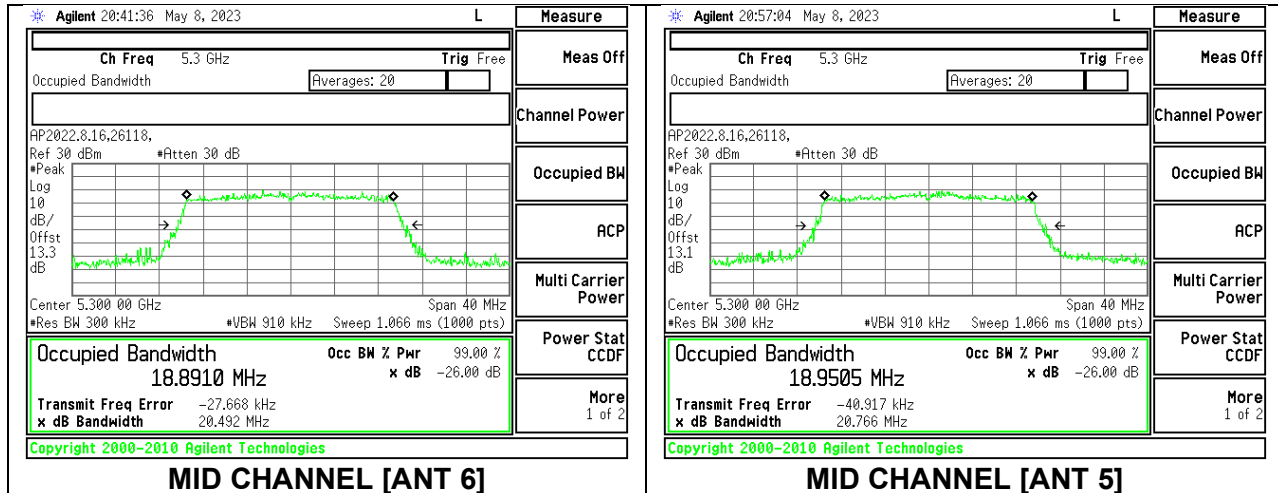 Agilent 20:41:36 May 8, 2023 L Measure
Ch Freq 5.3 GHz Trig Free
Meas Off
Occupied Bandwidth Averages: 20
Channel Power
AP2022.8.16,26118,
Ref 30 dBm #Atten 30 dB
#Peak
Log
10
dB/
Offst
13.3
dB
Occupied BW
ACP
Multi Carrier
Power
Center 5.300 00 GHz Span 40 MHz
#Res BW 300 kHz #VBW 910 kHz Sweep 1.066 ms (1000 pts)
Power Stat
CCDF
Occupied Bandwidth Occ BW % Pwr 99.00 %
18.8910 MHz x dB -26.00 dB
Transmit Freq Error -27.668 kHz
x dB Bandwidth 20.492 MHz
More
1 of 2
Copyright 2000-2010 Agilent Technologies
MID CHANNEL [ANT 6]
Agilent 20:57:04 May 8, 2023 L Measure
Ch Freq 5.3 GHz Trig Free
Meas Off
Occupied Bandwidth Averages: 20
Channel Power
AP2022.8.16,26118,
Ref 30 dBm #Atten 30 dB
#Peak
Log
10
dB/
Offst
13.1
dB
Occupied BW
ACP
Multi Carrier
Power
Center 5.300 00 GHz Span 40 MHz
#Res BW 300 kHz #VBW 910 kHz Sweep 1.066 ms (1000 pts)
Power Stat
CCDF
Occupied Bandwidth Occ BW % Pwr 99.00 %
18.9505 MHz x dB -26.00 dB
Transmit Freq Error -40.917 kHz
x dB Bandwidth 20.766 MHz
More
1 of 2
Copyright 2000-2010 Agilent Technologies
MID CHANNEL [ANT 5]